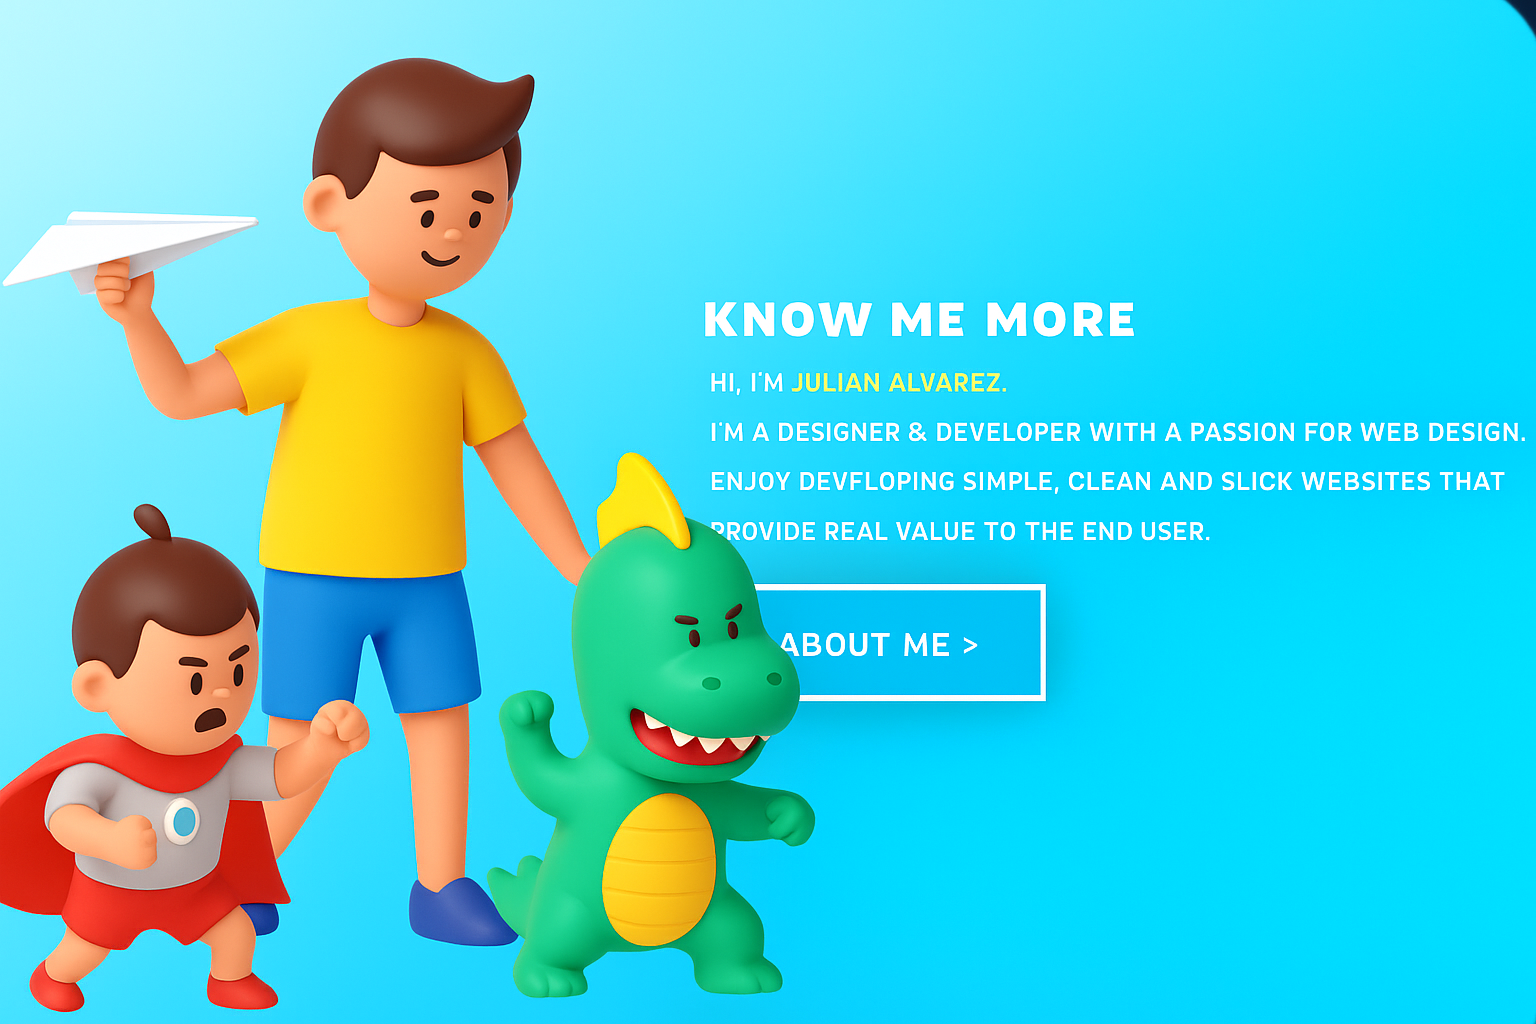 KNOW ME MORE
HI, I'M JULIAN ALVAREZ.
I'M A DESIGNER & DEVELOPER WITH A PASSION FOR WEB DESIGN.
ENJOY DEVFLOPING SIMPLE, CLEAN AND SLICK WEBSITES THAT
PROVIDE REAL VALUE TO THE END USER.
ABOUT ME >